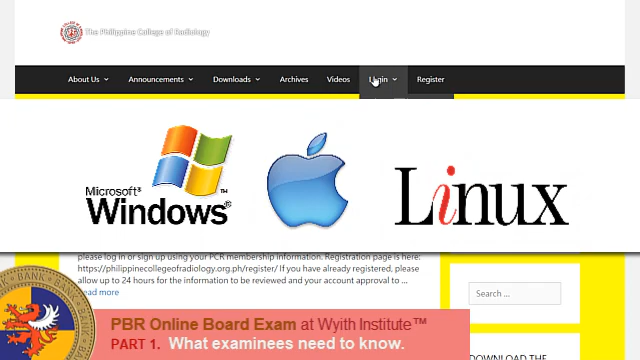 The Philippine College of Radiology
About Us Announcements Downloads Archives Videos Login Register
Microsoft®
Windows®
Linux
please log in or sign up using your PCR membership information. Registration page is here:
https://philippinecollegeofradiology.org.ph/register/ If you have already registered, please
allow up to 24 hours for the information to be reviewed and your account approval to ...
read more
Search ...
BANK BANK
PBR Online Board Exam at Wyith Institute™
PART 1. What examinees need to know.
DOWNLOAD THE